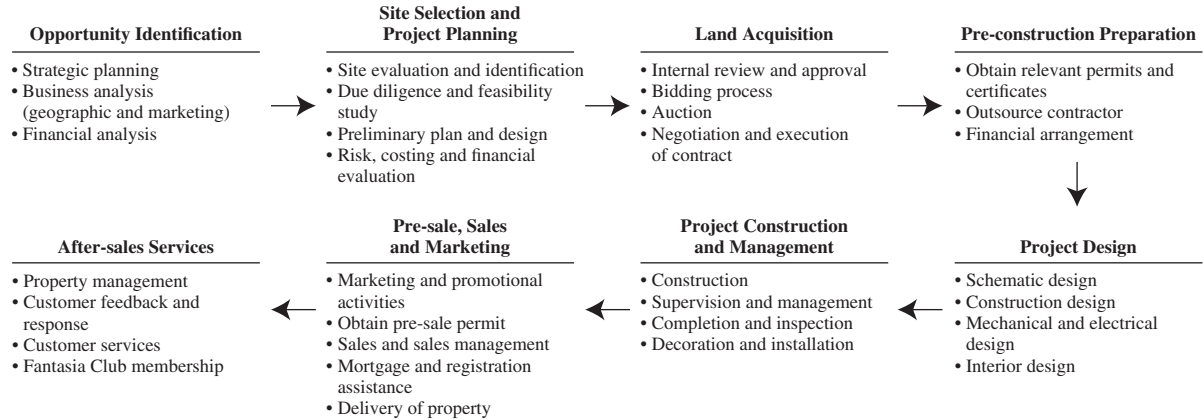 Opportunity Identification
• Strategic planning
• Business analysis
(geographic and marketing)
• Financial analysis
Site Selection and
Project Planning
• Site evaluation and identification
• Due diligence and feasibility
study
• Preliminary plan and design
• Risk, costing and financial
evaluation
Land Acquisition
• Internal review and approval
• Bidding process
• Auction
• Negotiation and execution
of contract
Pre-construction Preparation
• Obtain relevant permits and
certificates
• Outsource contractor
• Financial arrangement
Project Design
• Schematic design
• Construction design
• Mechanical and electrical
design
• Interior design
Project Construction
and Management
• Construction
• Supervision and management
• Completion and inspection
• Decoration and installation
Pre-sale, Sales
and Marketing
• Marketing and promotional
activities
• Obtain pre-sale permit
• Sales and sales management
• Mortgage and registration
assistance
• Delivery of property
After-sales Services
• Property management
• Customer feedback and
response
• Customer services
• Fantasia Club membership